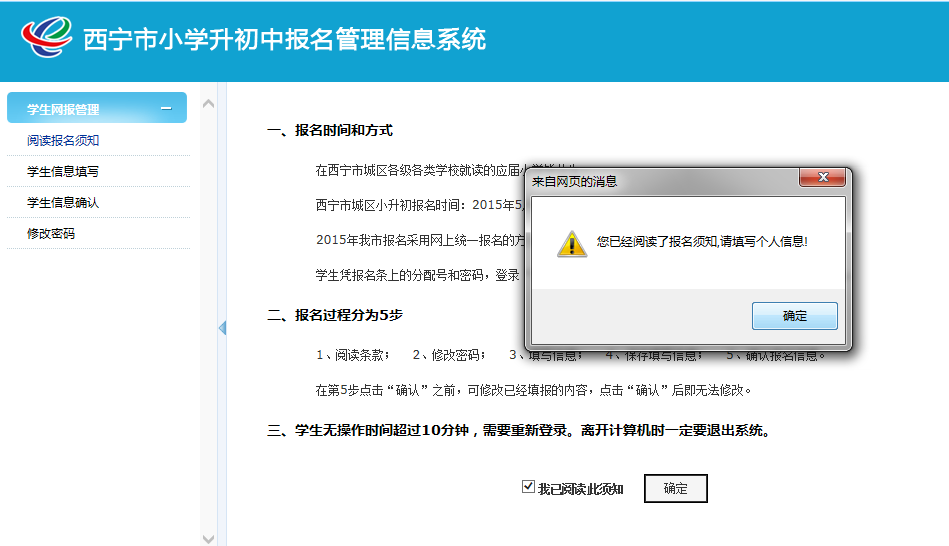 西宁市小学升初中报名管理信息系统
学生网报管理
阅读报名须知
学生信息填写
学生信息确认
修改密码
一、报名时间和方式
在西宁市城区各级各类学校就读的应届小学毕业生
西宁市城区小升初报名时间：2015年5
2015年我市报名采用网上统一报名的方
学生凭报名条上的分配号和密码，登录
来自网页的消息
您已经阅读了报名须知,请填写个人信息!
确定
二、报名过程分为5步
1、阅读条款； 2、修改密码； 3、填写信息； 4、保存填写信息； 5、确认报名信息。
在第5步点击“确认”之前，可修改已经填报的内容，点击“确认”后即无法修改。
三、学生无操作时间超过10分钟，需要重新登录。离开计算机时一定要退出系统。
我已阅读此须知 确定